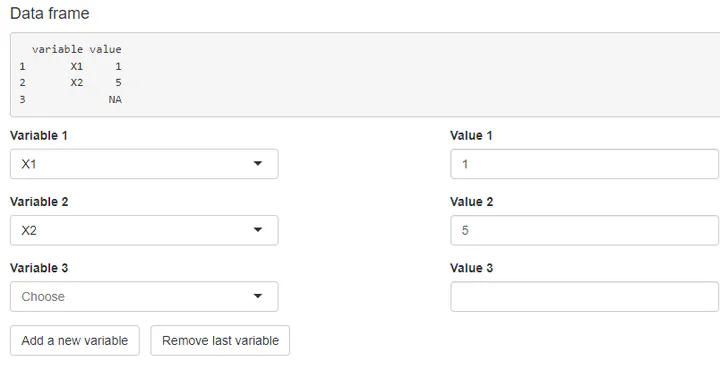 Data frame
variable value
1 X1 1
2 X2 5
3 NA
Variable 1 Value 1
X1 1
Variable 2 Value 2
X2 5
Variable 3 Value 3
Choose
Add a new variable Remove last variable